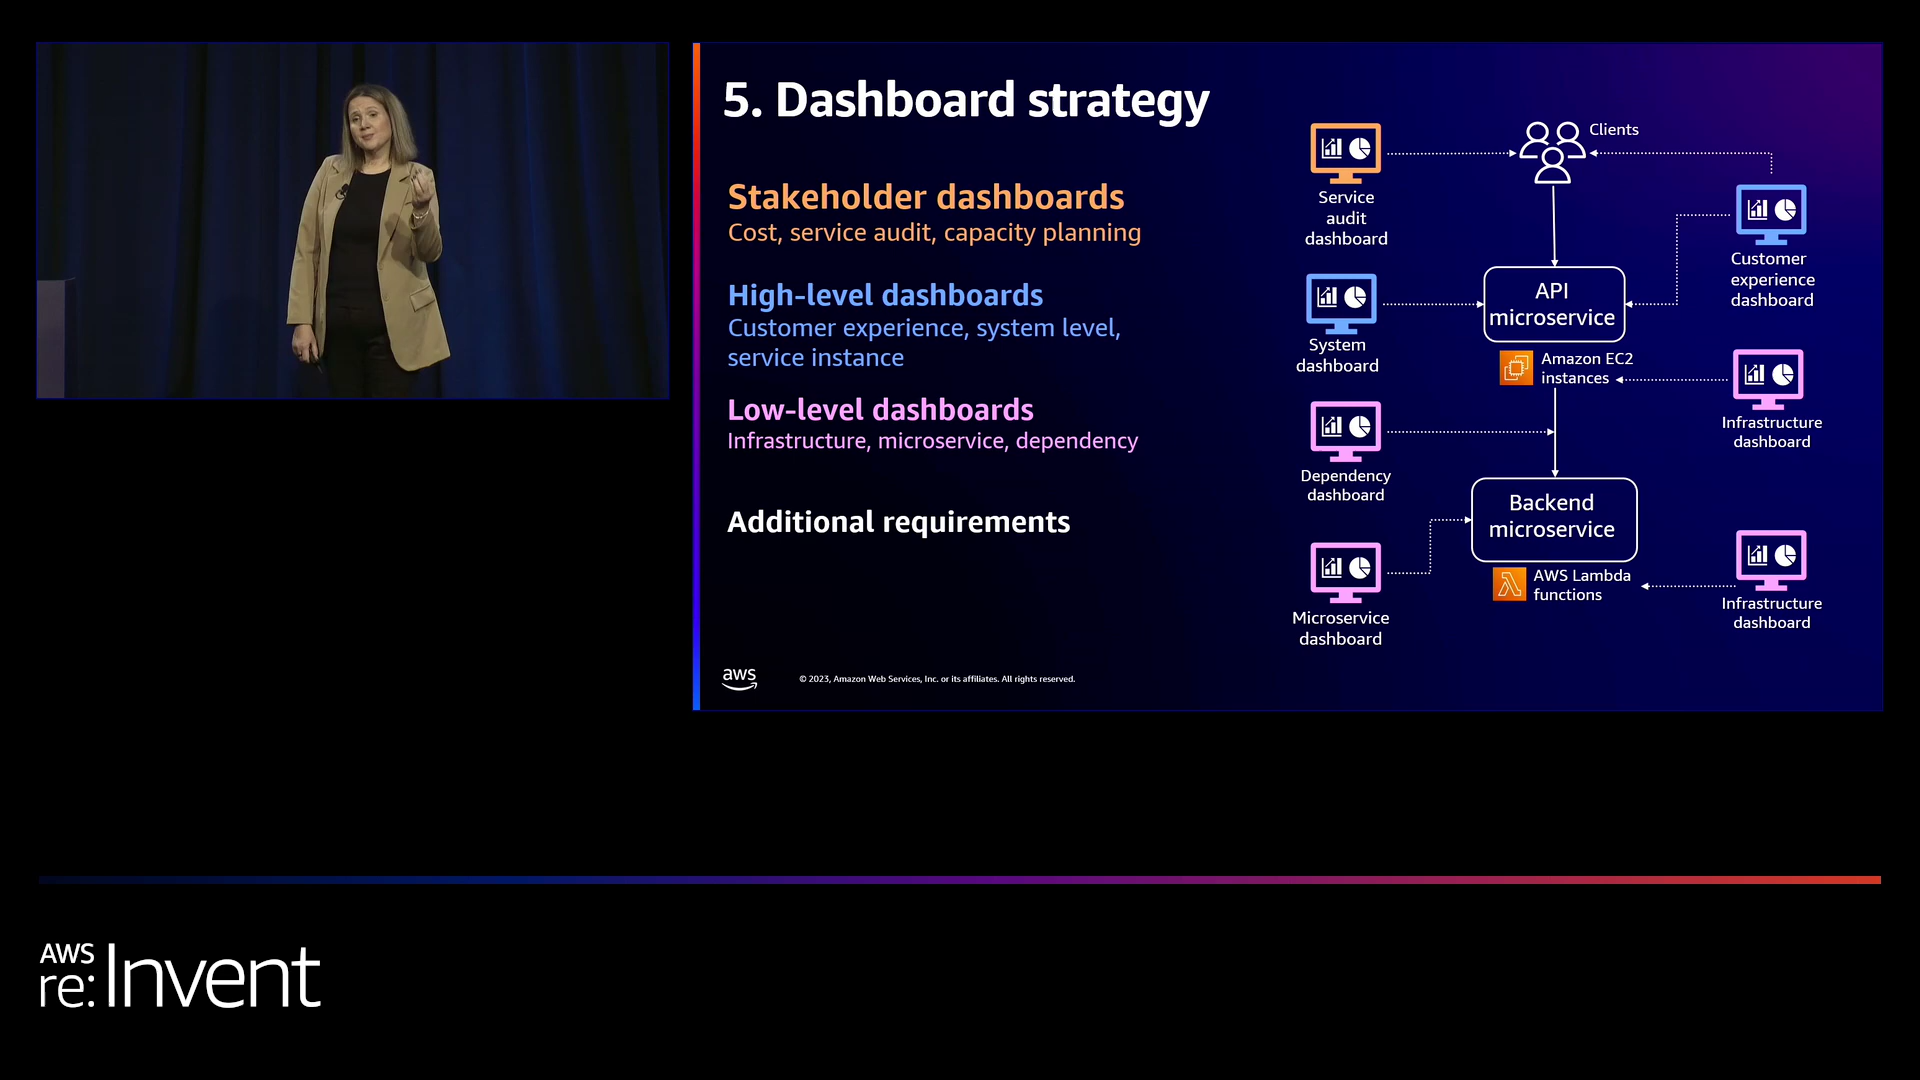 5. Dashboard strategy
Stakeholder dashboards
Cost, service audit, capacity planning
High-level dashboards
Customer experience, system level,
service instance
Low-level dashboards
Infrastructure, microservice, dependency
Additional requirements
Service
audit
dashboard
Clients
Customer
experience
dashboard
System
dashboard
API
microservice
Amazon EC2
instances
Infrastructure
dashboard
Dependency
dashboard
Backend
microservice
Microservice
dashboard
AWS Lambda
functions
Infrastructure
dashboard
aws
© 2023, Amazon Web Services, Inc. or its affiliates. All rights reserved.
AWS
re:Invent